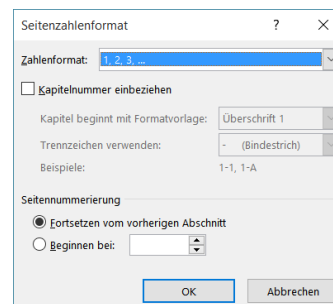 Seitenzahlenformat ? ×
Zahlenformat: 1, 2, 3, ...
Kapitelnummer einbeziehen
Kapitel beginnt mit Formatvorlage: Überschrift 1
Trennzeichen verwenden: - (Bindestrich)
Beispiele: 1-1, 1-A
Seitennummerierung
Fortsetzen vom vorherigen Abschnitt
Beginnen bei:
OK Abbrechen